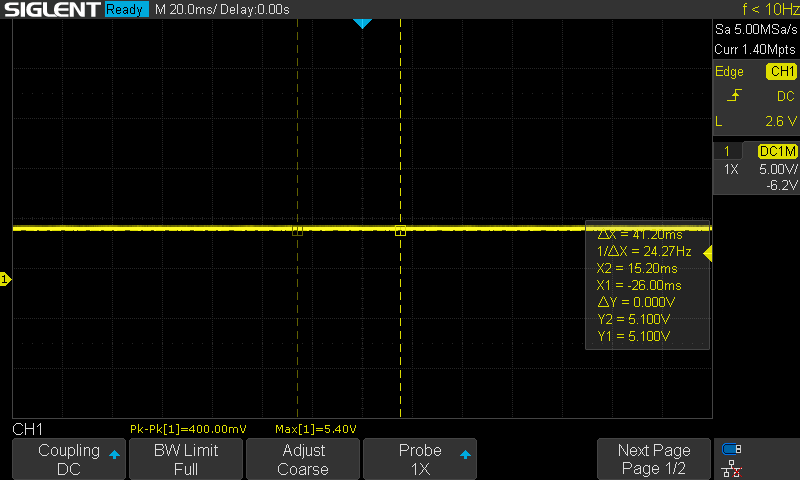 SIGLENT Ready M 20.0ms/ Delay:0.00s f < 10Hz
Sa 5.00MSa/s
Curr 1.40Mpts
Edge CH1
DC
L 2.6 V
1 DC1M
1X 5.00V/
-6.2V
ΔX = 41.20ms
1/ΔX = 24.27Hz
X2 = 15.20ms
X1 = -26.00ms
ΔY = 0.000V
Y2 = 5.100V
Y1 = 5.100V
1
CH1 Pk-Pk[1]=400.00mV Max[1]=5.40V
Coupling BW Limit Adjust Probe Next Page
DC Full Coarse 1X Page 1/2